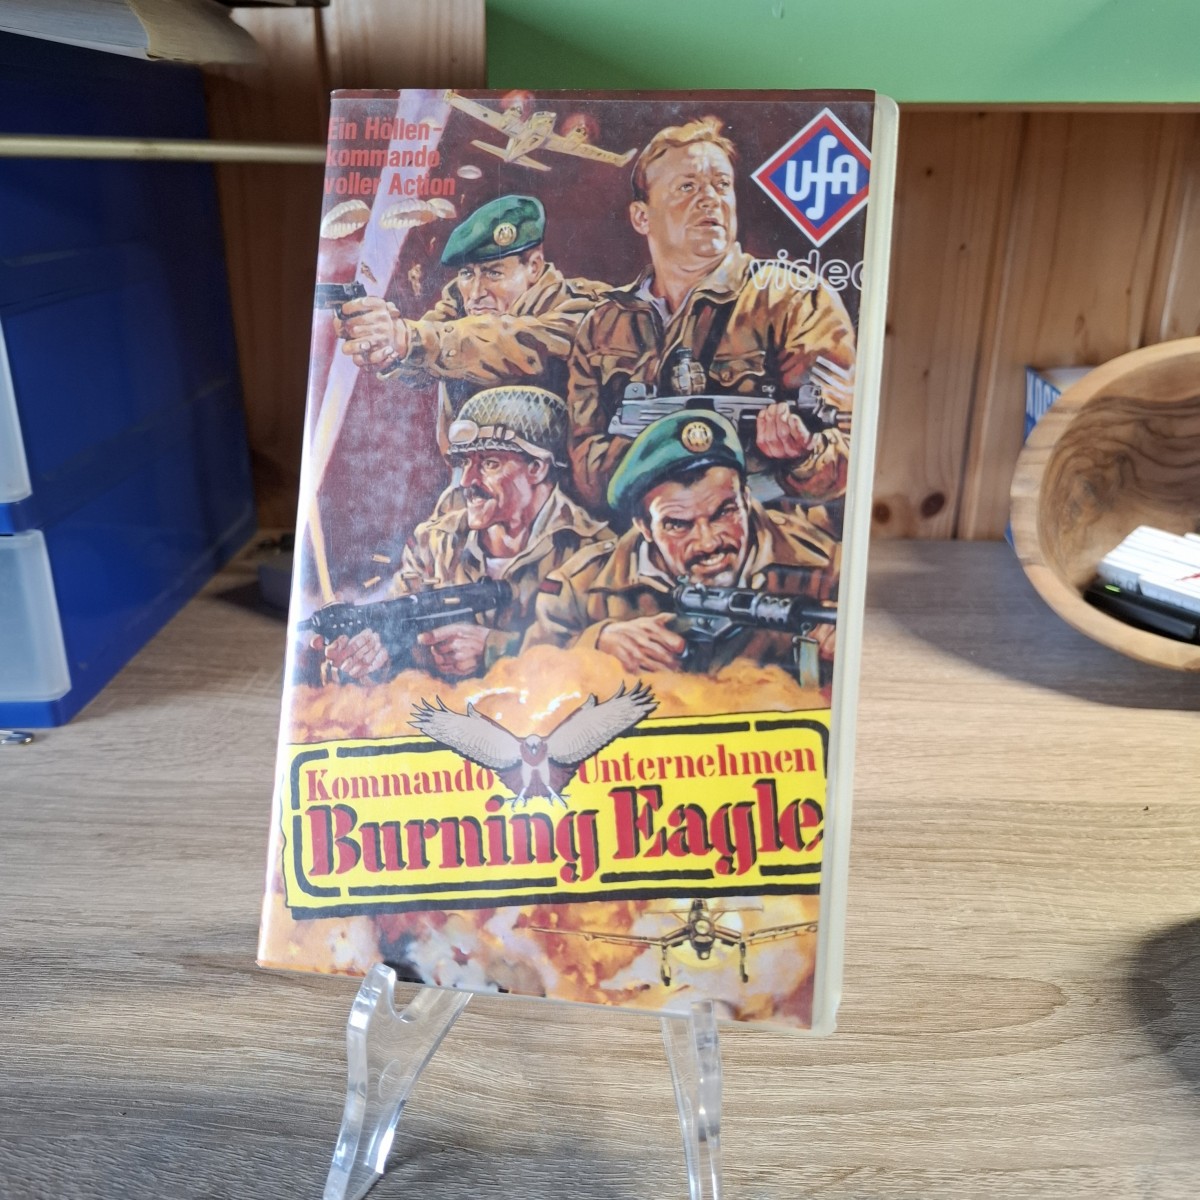 Ein Höllen-
kommando
voller Action
UfA
video
Kommando Unternehmen
Burning Eagle